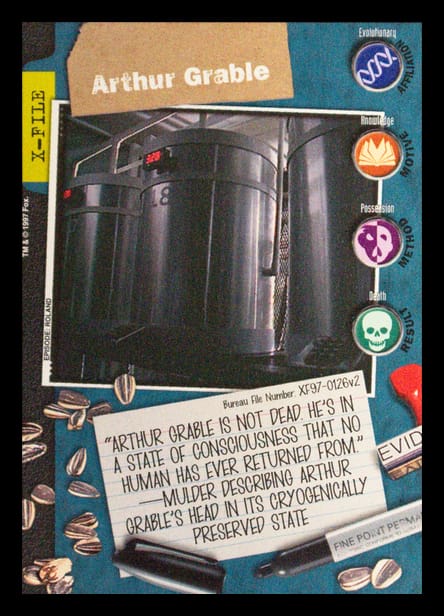 Arthur Grable
X-FILE
TM & © 1997 Fox.
EPISODE: ROLAND
Evolutionary
AFFILIATION
Knowledge
MOTIVE
Possession
METHOD
Death
RESULT
18
Bureau File Number: XF97-0126v2
"ARTHUR GRABLE IS NOT DEAD. HE'S IN
A STATE OF CONSCIOUSNESS THAT NO
HUMAN HAS EVER RETURNED FROM."
—MULDER DESCRIBING ARTHUR
GRABLE'S HEAD IN ITS CRYOGENICALLY
PRESERVED STATE
EVID
FINE POINT PERMA